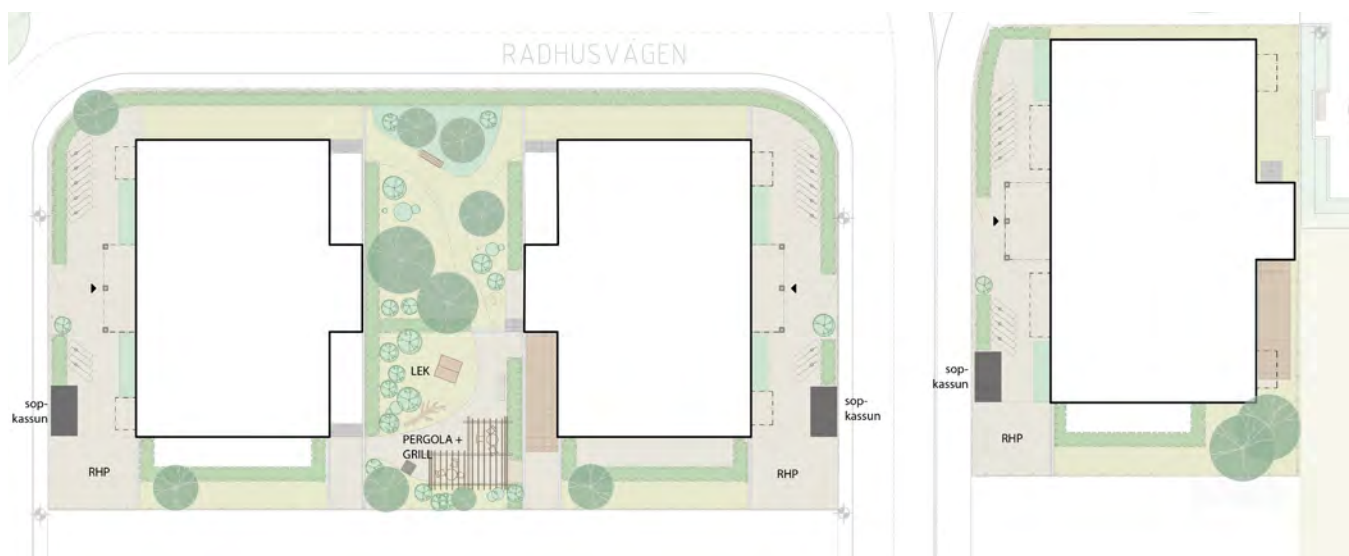 RADHUSVÄGEN
LEK
sop-
kassun
sop-
kassun
PERGOLA +
GRILL
RHP
RHP
sop-
kassun
RHP